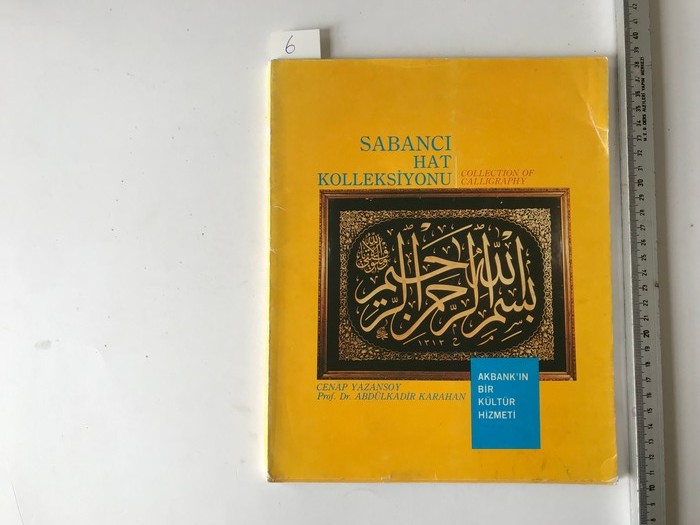 6
SABANCI
HAT
KOLLEKSİYONU
COLLECTION OF
CALLIGRAPHY
بسم الله الرحمن الرحيم
١٣١٣
CENAP YAZANSOY
Prof. Dr. ABDÜLKADİR KARAHAN
AKBANK'IN
BİR
KÜLTÜR
HİZMETİ